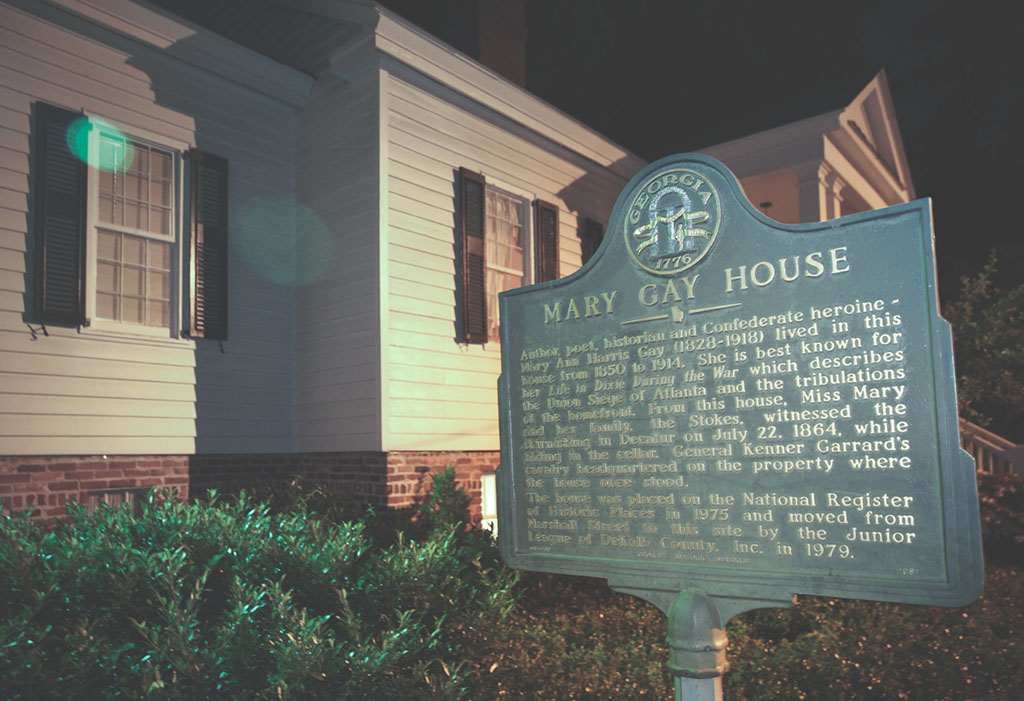 GEORGIA
1776
MARY GAY HOUSE
Author, poet, historian and Confederate heroine -
Mary Ann Harris Gay (1828-1918) lived in this
house from 1850 to 1914. She is best known for
her Life in Dixie During the War which describes
the Union Siege of Atlanta and the tribulations
of the homefront. From this house, Miss Mary
and her family, the Stokes, witnessed the
skirmishing in Decatur on July 22, 1864, while
hiding in the cellar. General Kenner Garrard's
cavalry headquartered on the property where
the house once stood.
The house was placed on the National Register
of Historic Places in 1975 and moved from
Marshall Street to this site by the Junior
League of DeKalb County, Inc. in 1979.